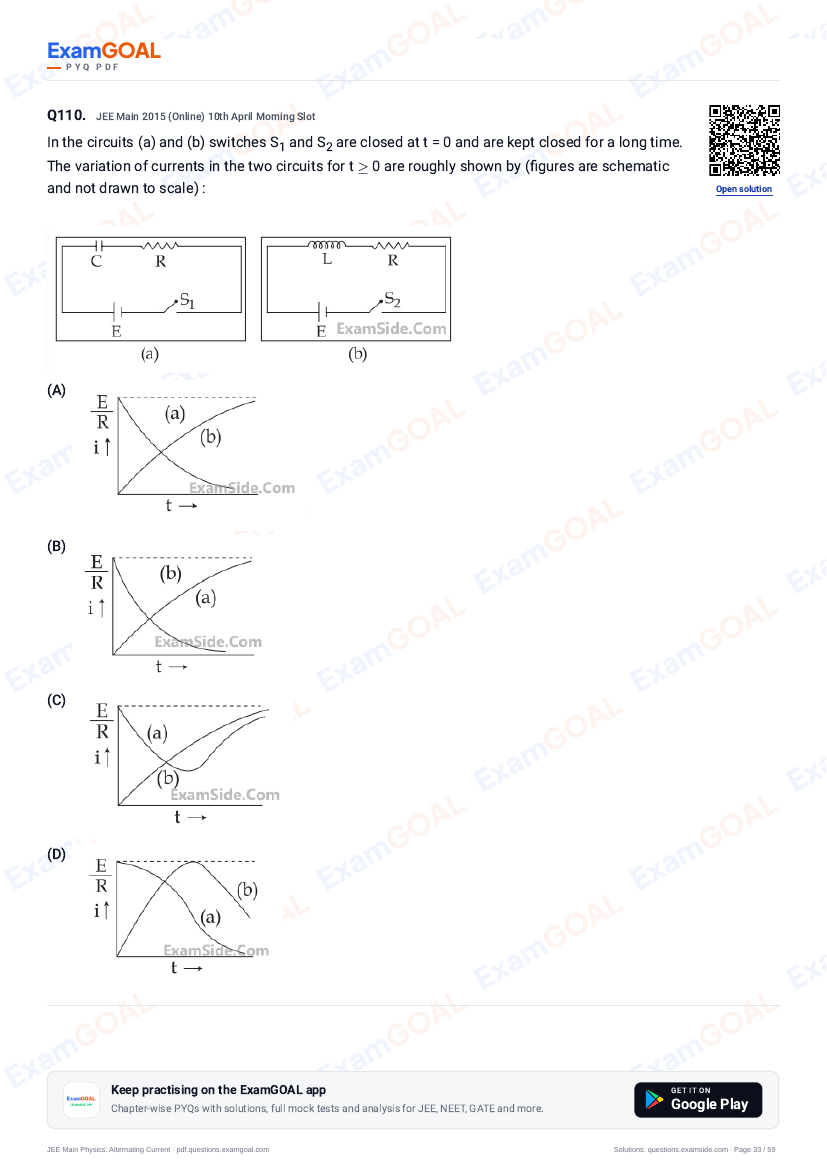 ExamGOAL
PYQ PDF
Q110. JEE Main 2015 (Online) 10th April Morning Slot
In the circuits (a) and (b) switches S1 and S2 are closed at t = 0 and are kept closed for a long time.
The variation of currents in the two circuits for t ≥ 0 are roughly shown by (figures are schematic
and not drawn to scale) :
Open solution
C R
S1
E
(a)
L R
S2
E ExamSide.Com
(b)
(A)
E
R
i ↑
(a)
(b)
ExamSide.Com
t →
(B)
E
R
i ↑
(b)
(a)
ExamSide.Com
t →
(C)
E
R
i ↑
(a)
(b)
ExamSide.Com
t →
(D)
E
R
i ↑
(b)
(a)
ExamSide.Com
t →
Keep practising on the ExamGOAL app
Chapter-wise PYQs with solutions, full mock tests and analysis for JEE, NEET, GATE and more.
GET IT ON
Google Play
JEE Main Physics: Alternating Current · pdf.questions.examgoal.com
Solutions: questions.examside.com · Page 33 / 59